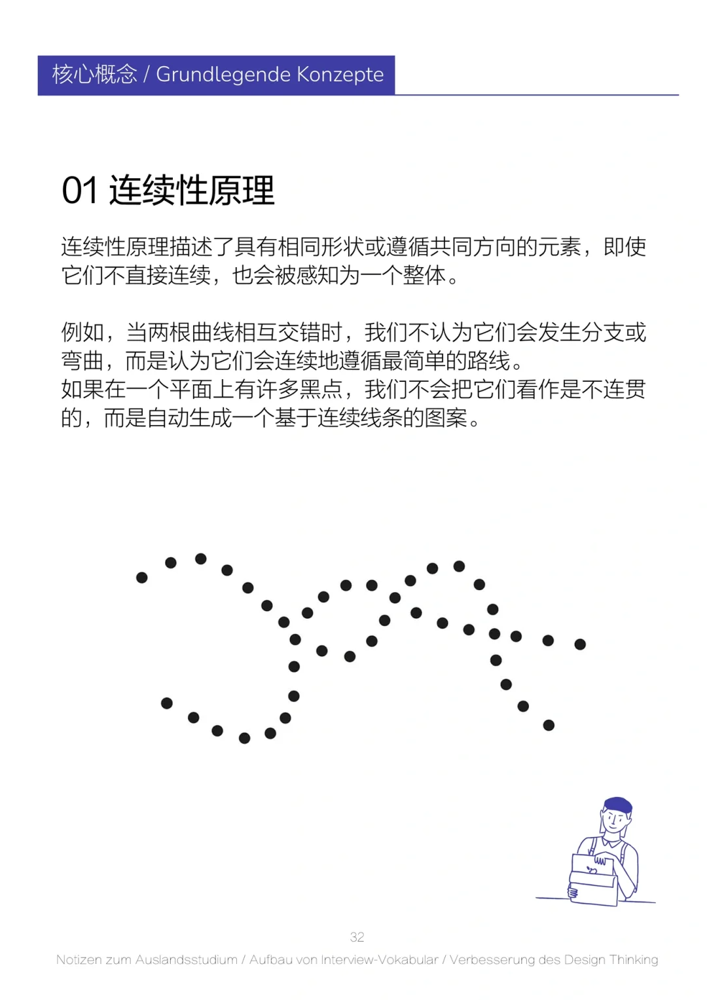 核心概念 / Grundlegende Konzepte
01 连续性原理
连续性原理描述了具有相同形状或遵循共同方向的元素，即使
它们不直接连续，也会被感知为一个整体。
例如，当两根曲线相互交错时，我们不认为它们会发生分支或
弯曲，而是认为它们会连续地遵循最简单的路线。
如果在一个平面上有许多黑点，我们不会把它们看作是不连贯
的，而是自动生成一个基于连续线条的图案。
32
Notizen zum Auslandsstudium / Aufbau von Interview-Vokabular / Verbesserung des Design Thinking